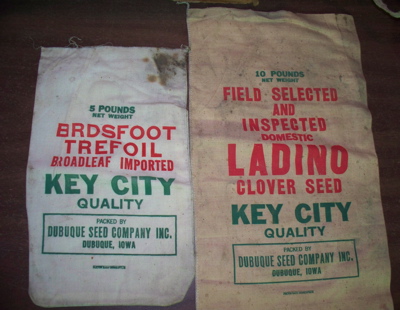 5 POUNDS
NET WEIGHT
BRDSFOOT
TREFOIL
BROADLEAF IMPORTED
KEY CITY
QUALITY
PACKED BY
DUBUQUE SEED COMPANY INC.
DUBUQUE, IOWA
10 POUNDS
NET WEIGHT
FIELD SELECTED
AND
INSPECTED
DOMESTIC
LADINO
CLOVER SEED
KEY CITY
QUALITY
PACKED BY
DUBUQUE SEED COMPANY INC.
DUBUQUE, IOWA